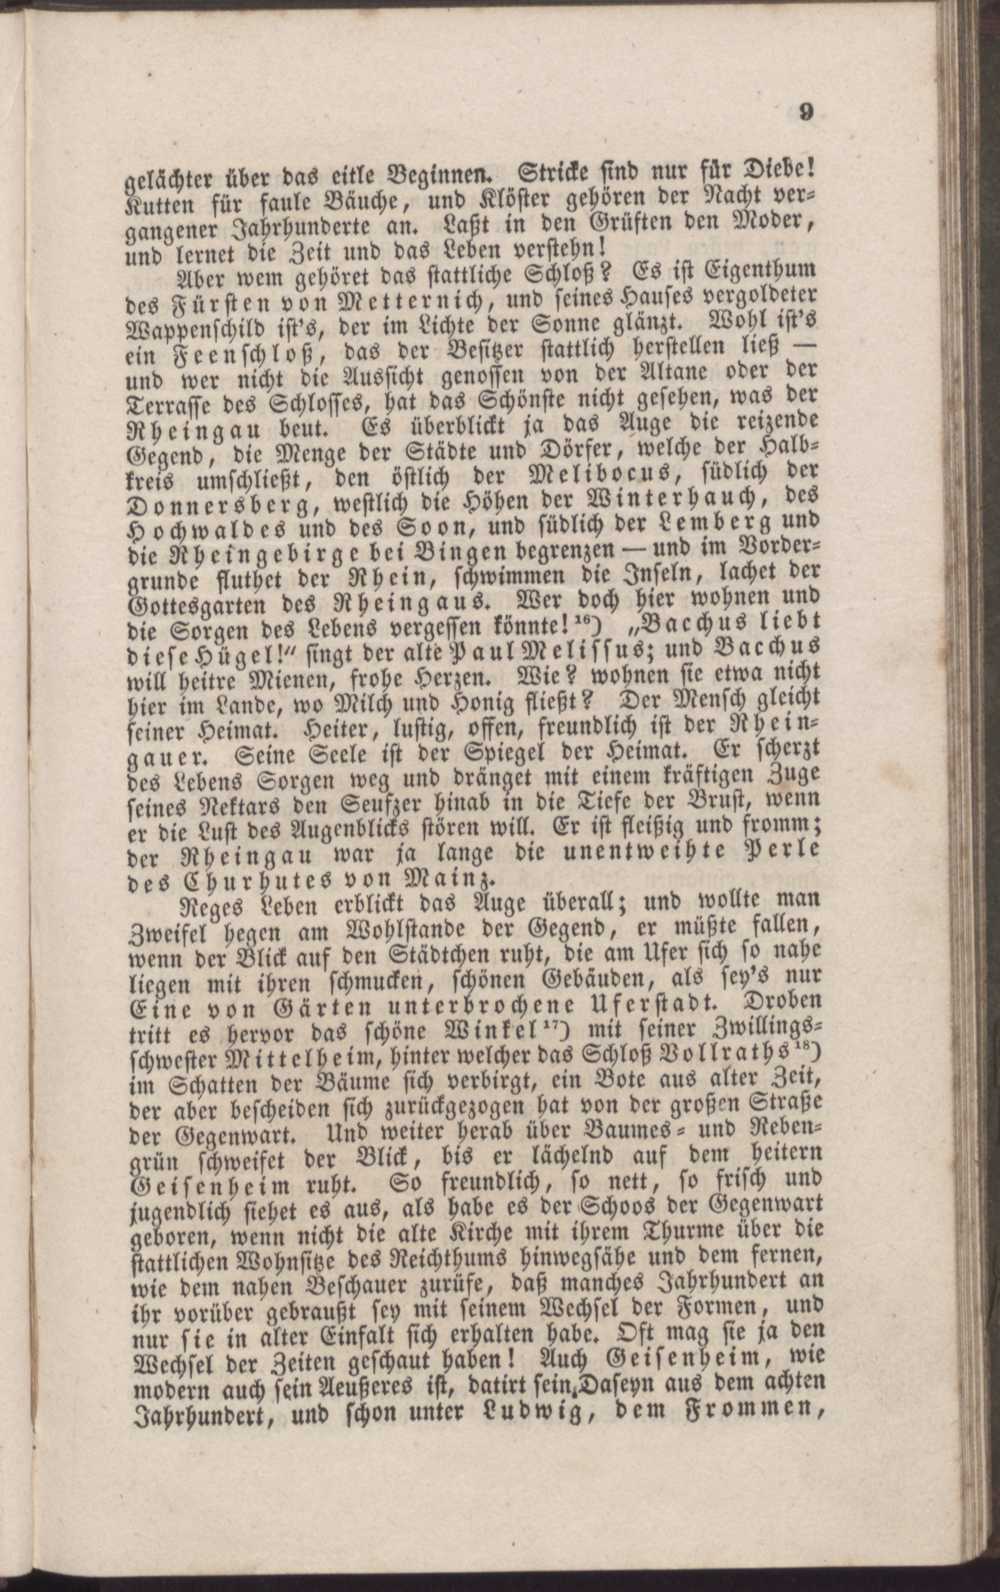 9
gelächter über das eitle Beginnen. Stricke sind nur für Diebe!
Kutten für faule Bäuche, und Klöster gehören der Nacht ver-
gangener Jahrhunderte an. Laßt in den Grüften den Moder,
und lernet die Zeit und das Leben verstehn!
Aber wem gehöret das stattliche Schloß? Es ist Eigenthum
des Fürsten von Metternich, und seines Hauses vergoldeter
Wappenschild ist's, der im Lichte der Sonne glänzt. Wohl ist's
ein Feenschloß, das der Besitzer stattlich herstellen ließ —
und wer nicht die Aussicht genossen von der Altane oder der
Terrasse des Schlosses, hat das Schönste nicht gesehen, was der
Rheingau beut. Es überblickt ja das Auge die reizende
Gegend, die Menge der Städte und Dörfer, welche der Halb-
kreis umschließt, den östlich der Melibocus, südlich der
Donnersberg, westlich die Höhen der Winterhauch, des
Hochwaldes und des Soon, und südlich der Lemberg und
die Rheingebirge bei Bingen begrenzen — und im Vorder-
grunde fluthet der Rhein, schwimmen die Inseln, lachet der
Gottesgarten des Rheingaus. Wer doch hier wohnen und
die Sorgen des Lebens vergessen könnte! 16) „Bacchus liebt
diese Hügel!“ singt der alte Paul Melissus; und Bacchus
will heitre Mienen, frohe Herzen. Wie? wohnen sie etwa nicht
hier im Lande, wo Milch und Honig fließt? Der Mensch gleicht
seiner Heimat. Heiter, lustig, offen, freundlich ist der Rhein-
gauer. Seine Seele ist der Spiegel der Heimat. Er scherzt
des Lebens Sorgen weg und dränget mit einem kräftigen Zuge
seines Nektars den Seufzer hinab in die Tiefe der Brust, wenn
er die Lust des Augenblicks stören will. Er ist fleißig und fromm;
der Rheingau war ja lange die unentweihte Perle
des Churhutes von Mainz.
Reges Leben erblickt das Auge überall; und wollte man
Zweifel hegen am Wohlstande der Gegend, er müßte fallen,
wenn der Blick auf den Städtchen ruht, die am Ufer sich so nahe
liegen mit ihren schmucken, schönen Gebäuden, als sey's nur
Eine von Gärten unterbrochene Uferstadt. Droben
tritt es hervor das schöne Winkel 17) mit seiner Zwillings-
schwester Mittelheim, hinter welcher das Schloß Vollraths 18)
im Schatten der Bäume sich verbirgt, ein Bote aus alter Zeit,
der aber bescheiden sich zurückgezogen hat von der großen Straße
der Gegenwart. Und weiter herab über Baumes- und Reben-
grün schweifet der Blick, bis er lächelnd auf dem heitern
Geisenheim ruht. So freundlich, so nett, so frisch und
jugendlich siehet es aus, als habe es der Schoos der Gegenwart
geboren, wenn nicht die alte Kirche mit ihrem Thurme über die
stattlichen Wohnsitze des Reichthums hinwegsähe und dem fernen,
wie dem nahen Beschauer zurüfe, daß manches Jahrhundert an
ihr vorüber gebraußt sey mit seinem Wechsel der Formen, und
nur sie in alter Einfalt sich erhalten habe. Oft mag sie ja den
Wechsel der Zeiten geschaut haben! Auch Geisenheim, wie
modern auch sein Aeußeres ist, datirt sein Daseyn aus dem achten
Jahrhundert, und schon unter Ludwig, dem Frommen,